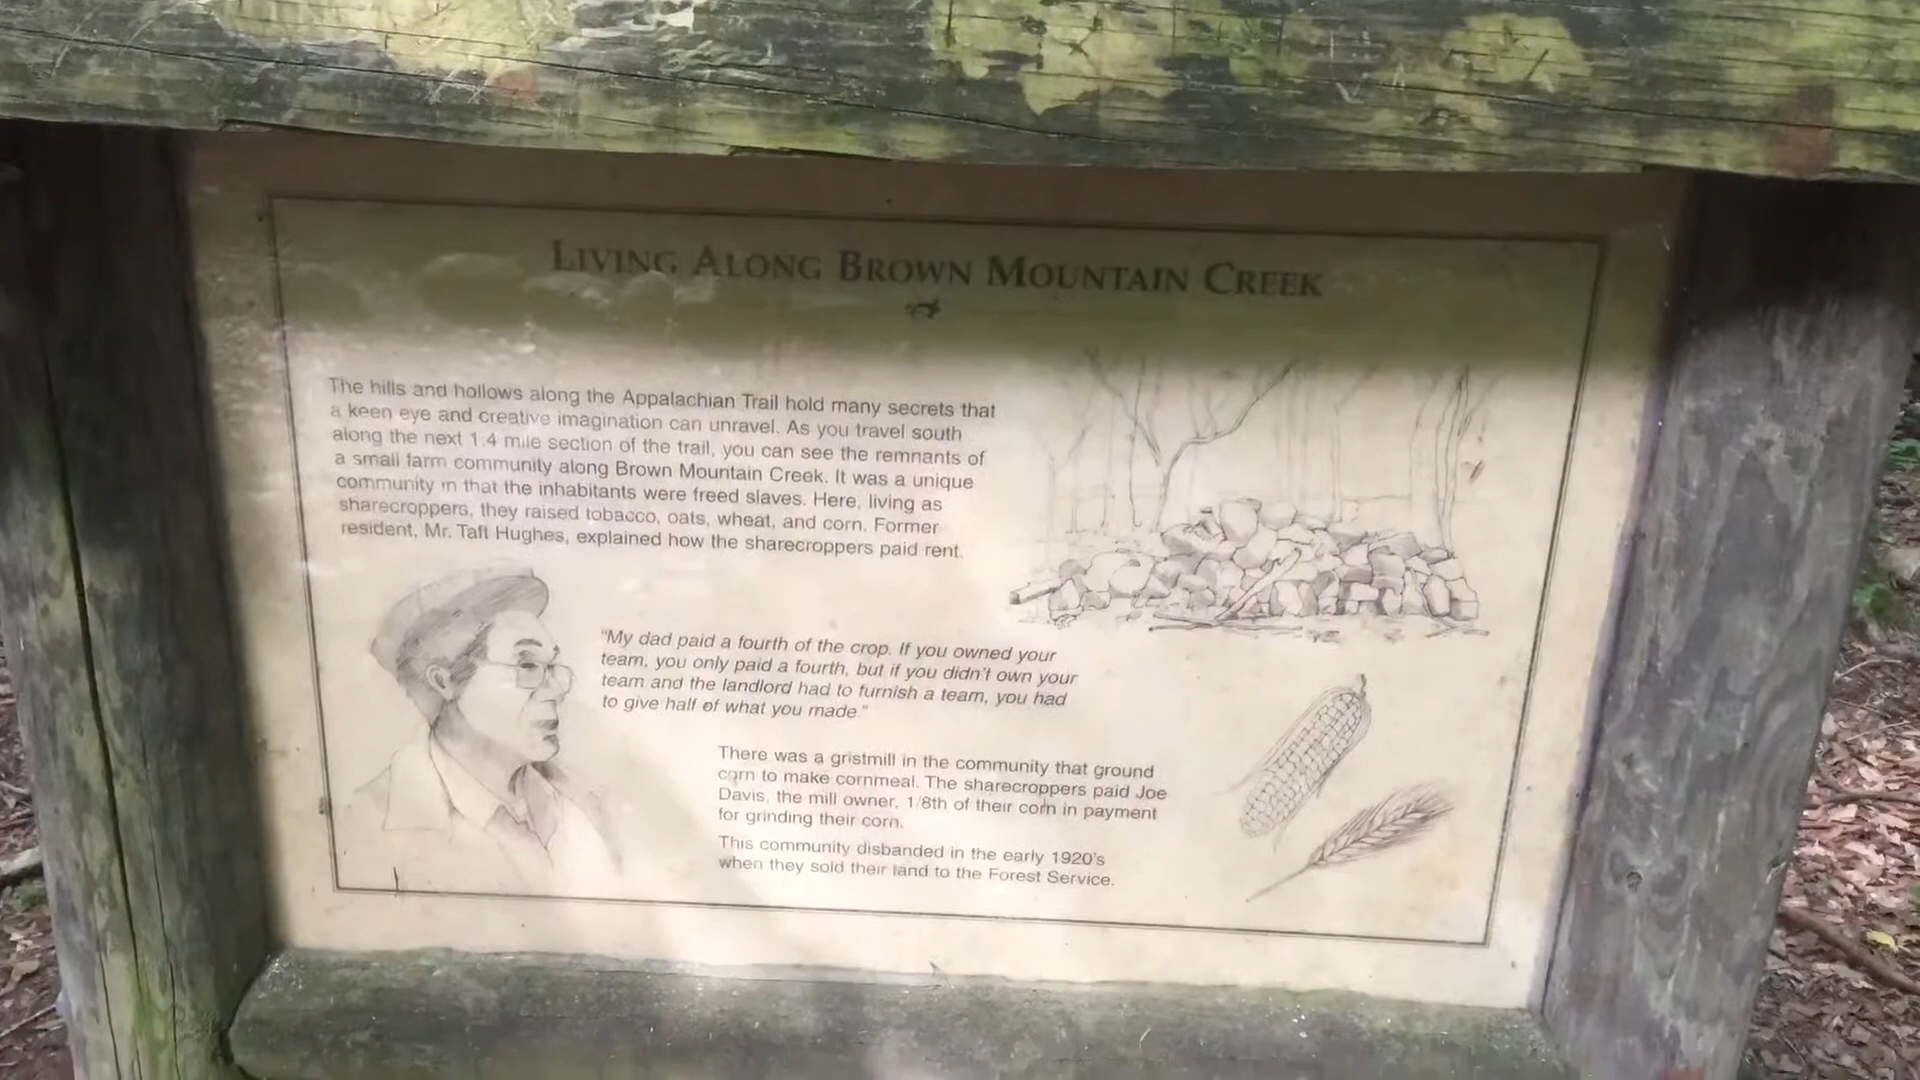 LIVING ALONG BROWN MOUNTAIN CREEK
The hills and hollows along the Appalachian Trail hold many secrets that
a keen eye and creative imagination can unravel. As you travel south
along the next 1.4 mile section of the trail, you can see the remnants of
a small farm community along Brown Mountain Creek. It was a unique
community in that the inhabitants were freed slaves. Here, living as
sharecroppers, they raised tobacco, oats, wheat, and corn. Former
resident, Mr. Taft Hughes, explained how the sharecroppers paid rent.
"My dad paid a fourth of the crop. If you owned your
team, you only paid a fourth, but if you didn't own your
team and the landlord had to furnish a team, you had
to give half of what you made."
There was a gristmill in the community that ground
corn to make cornmeal. The sharecroppers paid Joe
Davis, the mill owner, 1/8th of their corn in payment
for grinding their corn.
This community disbanded in the early 1920's
when they sold their land to the Forest Service.